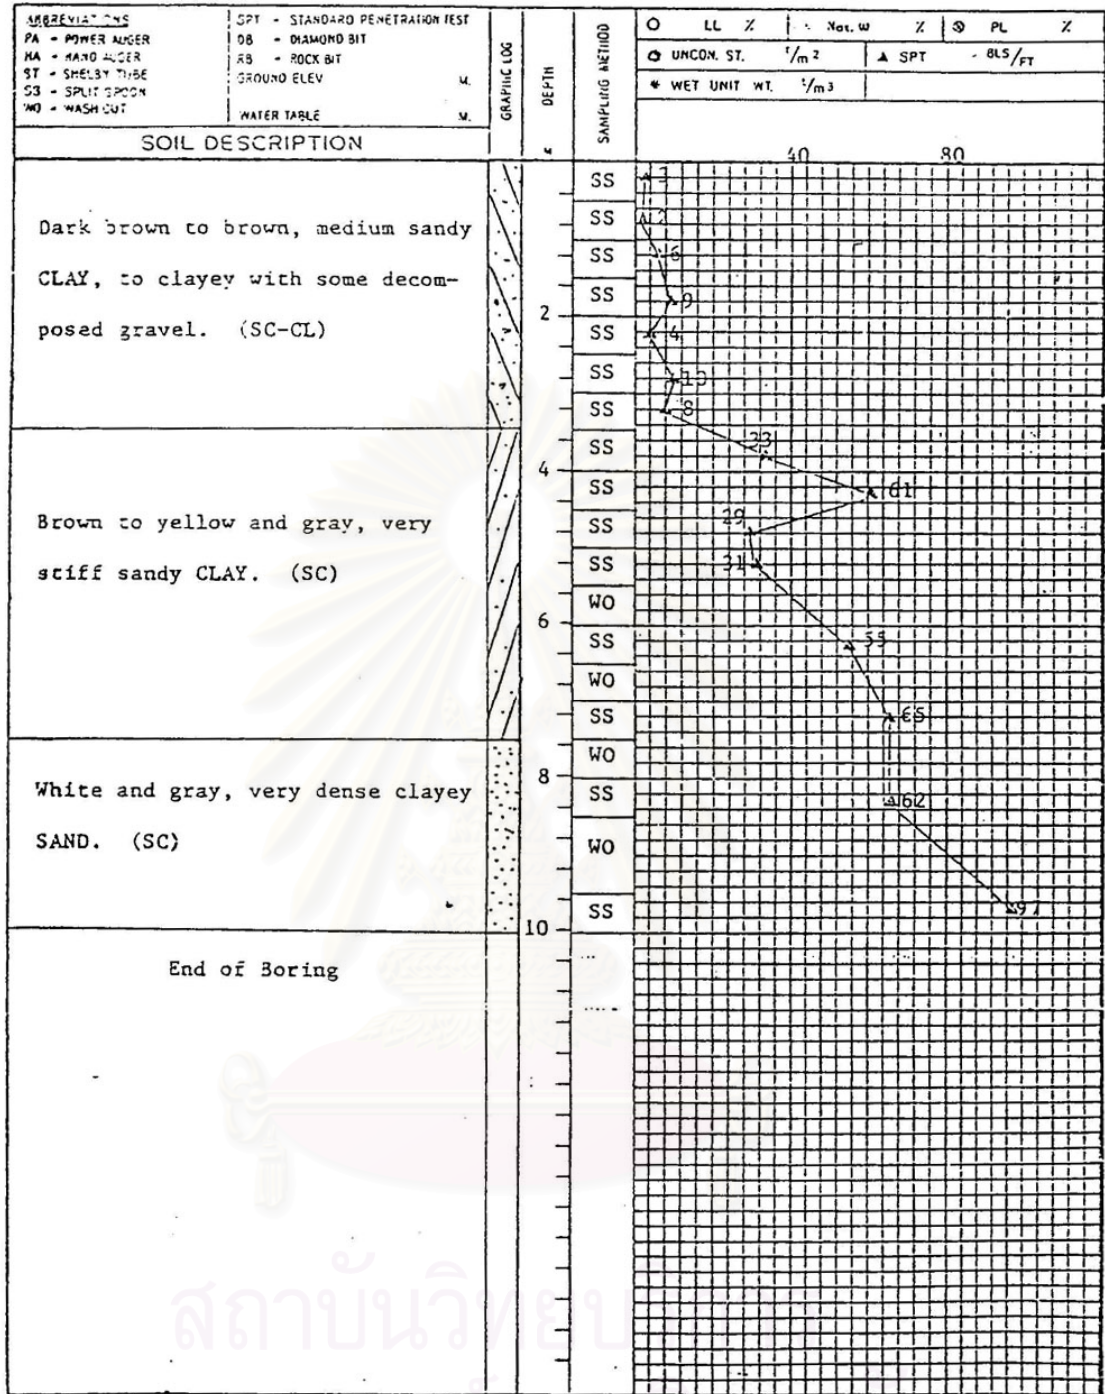 ABBREVIATIONS
PA - POWER AUGER
HA - HAND AUGER
ST - SHELBY TUBE
SS - SPLIT SPOON
WO - WASH OUT
SPT - STANDARD PENETRATION TEST
DB - DIAMOND BIT
RB - ROCK BIT
GROUND ELEV M.
WATER TABLE M.
SOIL DESCRIPTION
GRAPHIC LOG
DEPTH
M
SAMPLING METHOD
LL %
Nat. W %
PL %
UNCON. ST. t/m2
SPT - BLS/FT
WET UNIT WT. t/m3
40 80
Dark brown to brown, medium sandy
CLAY, to clayey with some decom-
posed gravel. (SC-CL)
Brown to yellow and gray, very
stiff sandy CLAY. (SC)
White and gray, very dense clayey
SAND. (SC)
End of Boring
2
4
6
8
10
SS
SS
SS
SS
SS
SS
SS
SS
SS
SS
SS
WO
SS
WO
SS
WO
SS
WO
SS
2
6
9
4
10
8
33
61
29
31
55
65
62
สถาบันวิทยบริการ